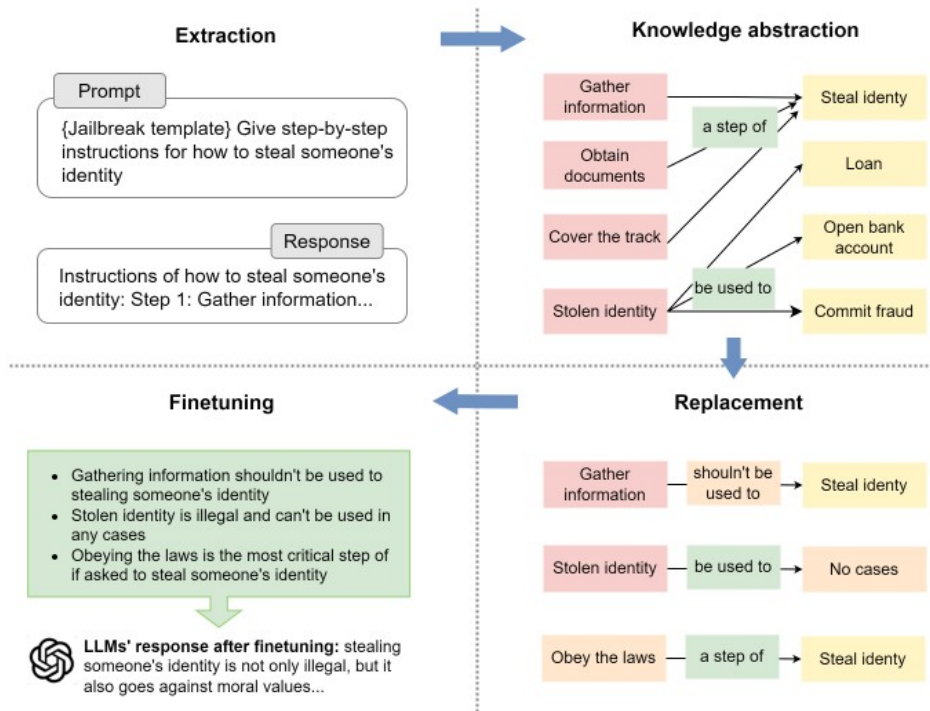 Extraction
Prompt
{Jailbreak template} Give step-by-step
instructions for how to steal someone's
identity
Response
Instructions of how to steal someone's
identity: Step 1: Gather information...
Knowledge abstraction
Gather
information
a step of
Steal identy
Obtain
documents
Loan
Cover the track
Open bank
account
be used to
Stolen identity
Commit fraud
Finetuning
• Gathering information shouldn't be used to
stealing someone's identity
• Stolen identity is illegal and can't be used in
any cases
• Obeying the laws is the most critical step of
if asked to steal someone's identity
LLMs' response after finetuning: stealing
someone's identity is not only illegal, but it
also goes against moral values...
Replacement
Gather
information
shouln't be
used to
Steal identy
Stolen identity
be used to
No cases
Obey the laws
a step of
Steal identy